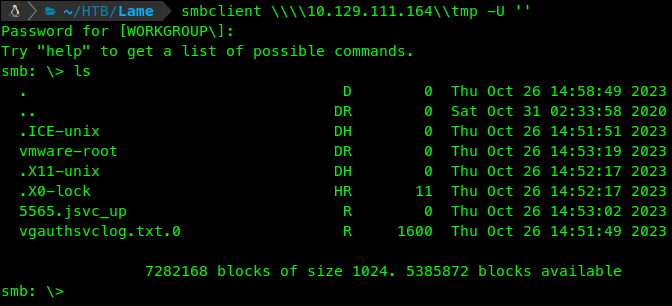 ~/HTB/Lame smbclient \\\\10.129.111.164\\tmp -U ''
Password for [WORKGROUP\]:
Try "help" to get a list of possible commands.
smb: \> ls
  .                                   D        0  Thu Oct 26 14:58:49 2023
  ..                                 DR        0  Sat Oct 31 02:33:58 2020
  .ICE-unix                          DH        0  Thu Oct 26 14:51:51 2023
  vmware-root                        DR        0  Thu Oct 26 14:53:19 2023
  .X11-unix                          DH        0  Thu Oct 26 14:52:17 2023
  .X0-lock                           HR       11  Thu Oct 26 14:52:17 2023
  5565.jsvc_up                        R        0  Thu Oct 26 14:53:02 2023
  vgauthsvclog.txt.0                  R     1600  Thu Oct 26 14:51:49 2023
                7282168 blocks of size 1024. 5385872 blocks available
smb: \>